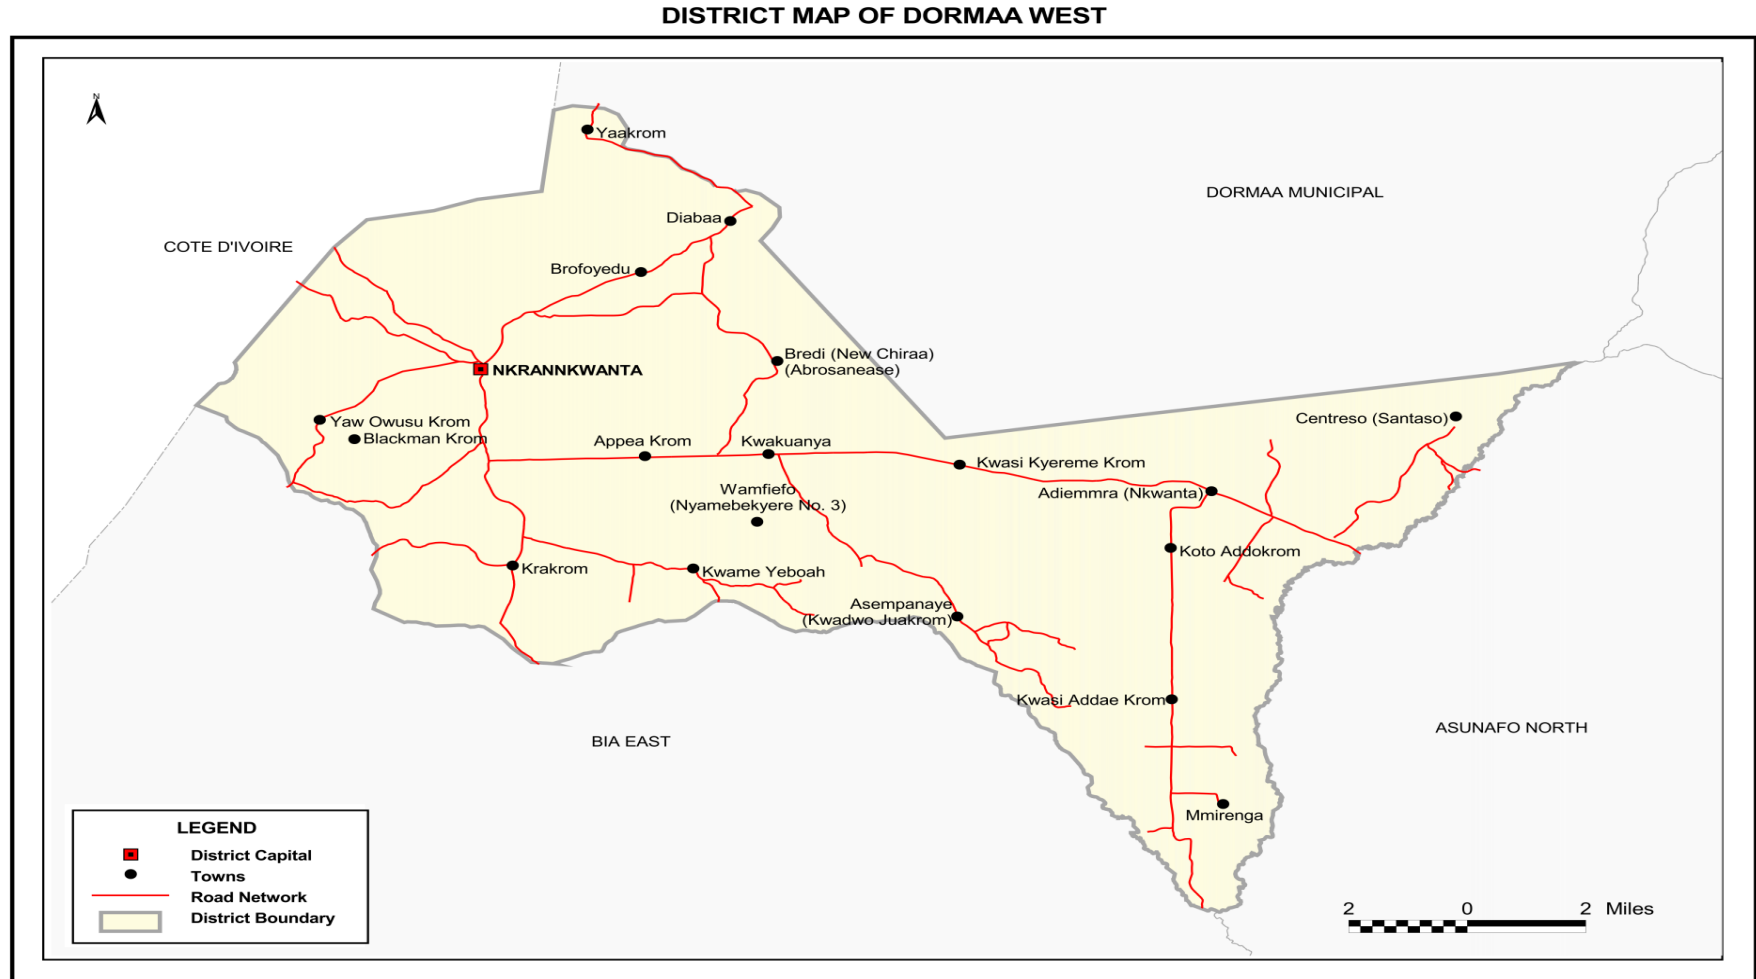 DISTRICT MAP OF DORMAA WEST
N
Yaakrom
DORMAA MUNICIPAL
Diabaa
COTE D'IVOIRE
Brofoyedu
Bredi (New Chiraa)
(Abrosanease)
NKRANNKWANTA
Centreso (Santaso)
Yaw Owusu Krom
Blackman Krom
Appea Krom
Kwakuanya
Kwasi Kyereme Krom
Wamfiefo
(Nyamebekyere No. 3)
Adiemmra (Nkwanta)
Koto Addokrom
Krakrom
Kwame Yeboah
Asempanaye
(Kwadwo Juakrom)
Kwasi Addae Krom
ASUNAFO NORTH
BIA EAST
Mmirenga
LEGEND
District Capital
Towns
Road Network
District Boundary
2 0 2 Miles